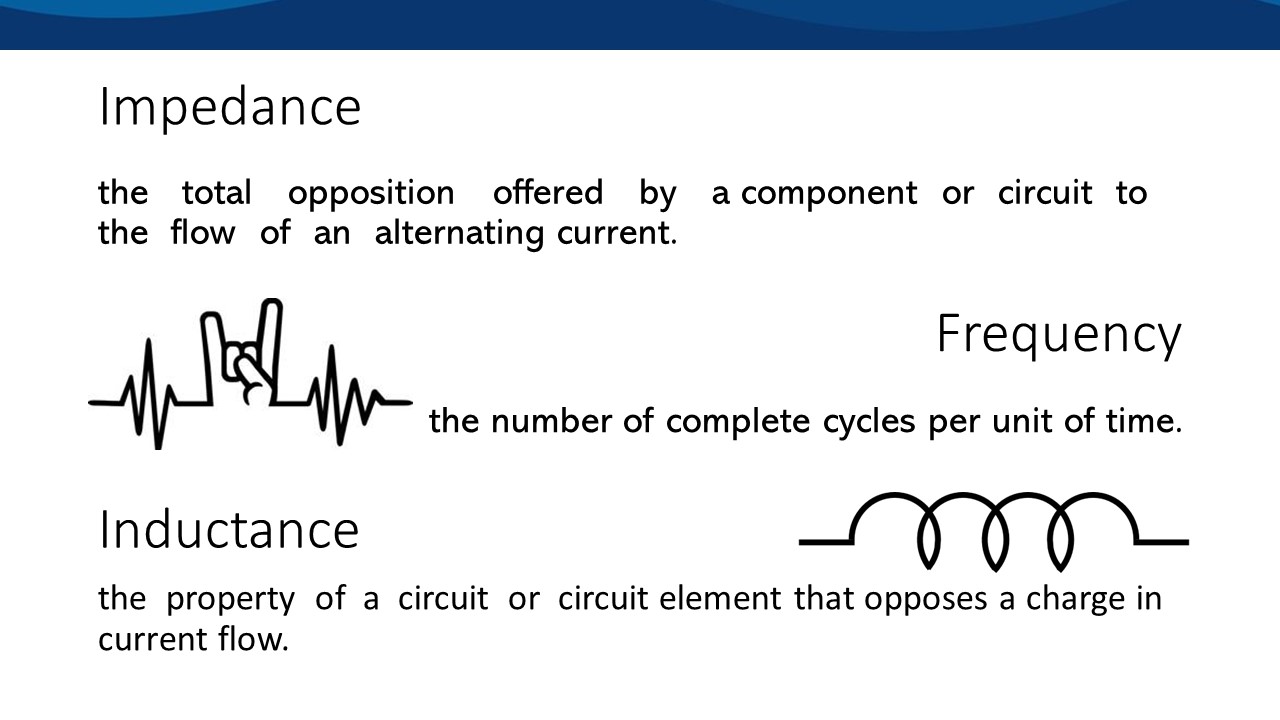 Impedance
the total opposition offered by a component or circuit to
the flow of an alternating current.
Frequency
the number of complete cycles per unit of time.
Inductance
the property of a circuit or circuit element that opposes a charge in
current flow.